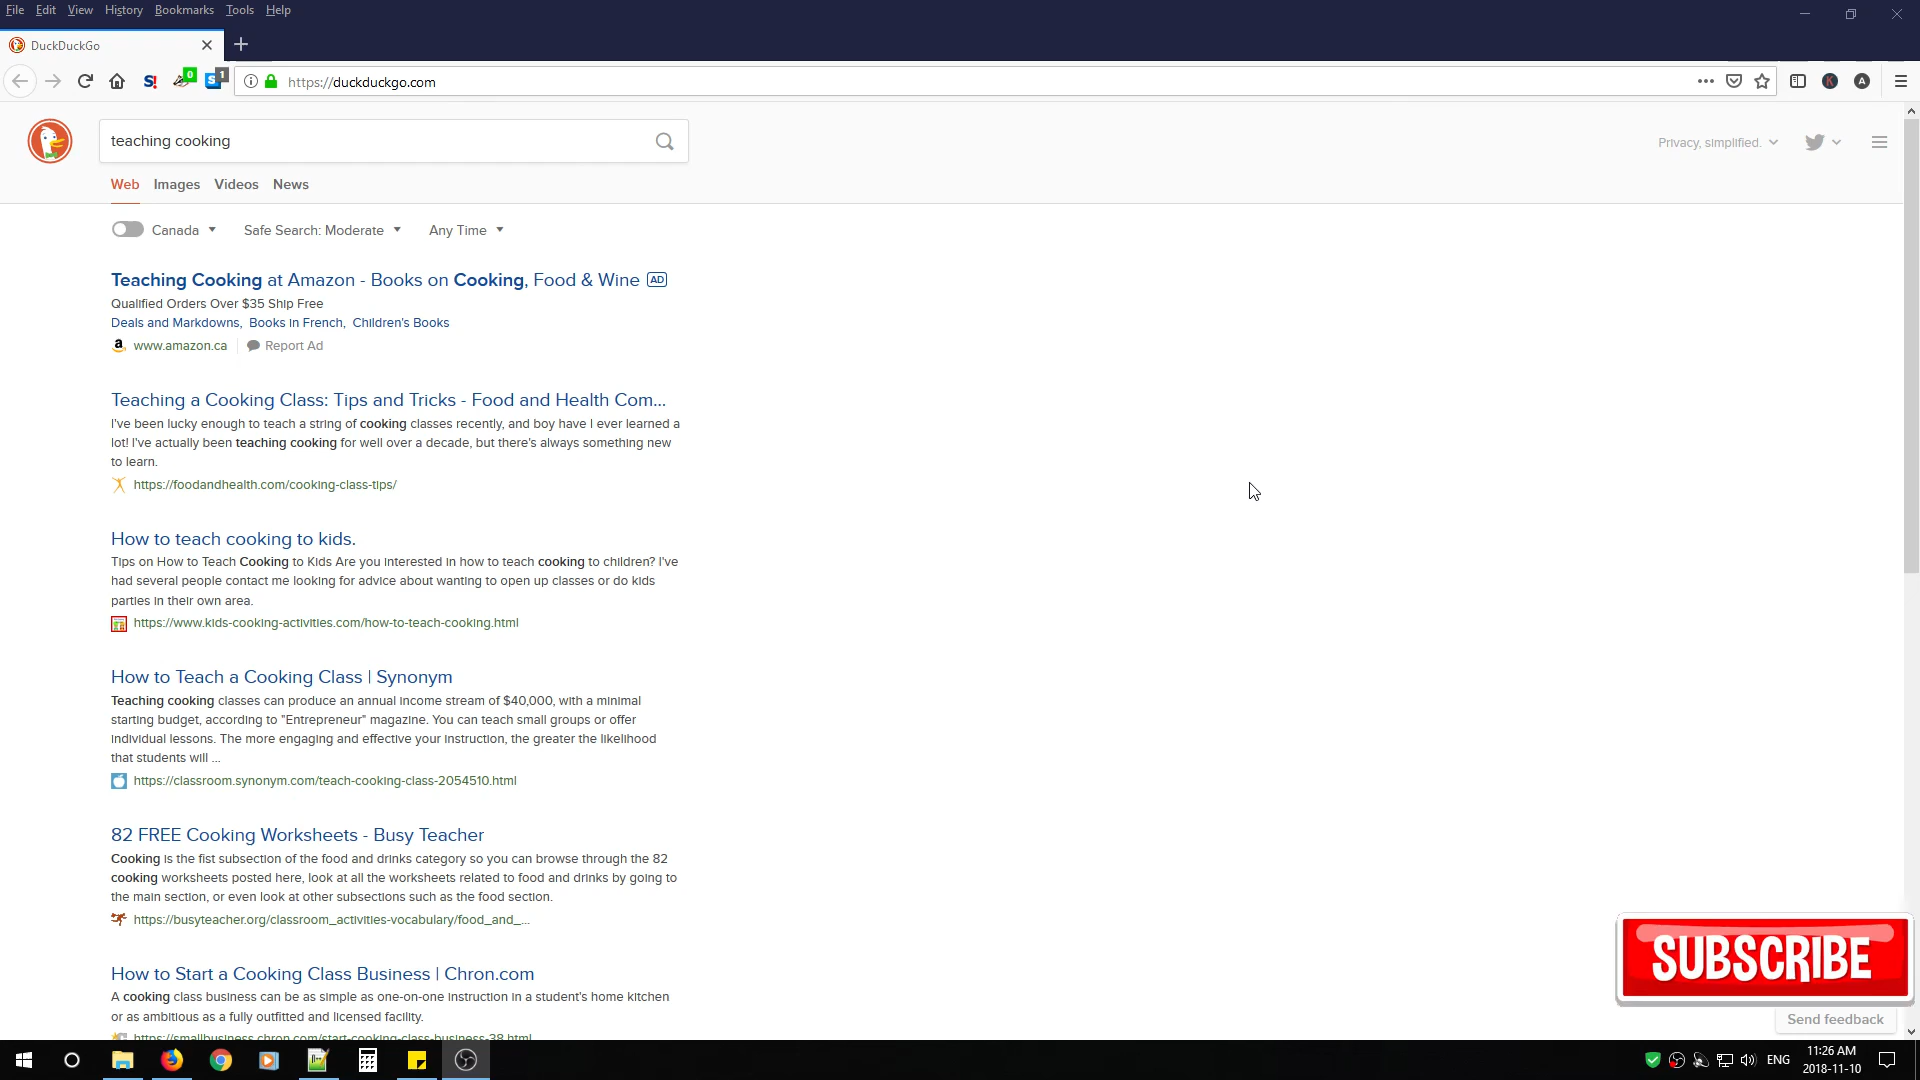 File Edit View History Bookmarks Tools Help
DuckDuckGo
S! 0 S 1 https://duckduckgo.com K A
teaching cooking
Privacy, simplified.
Web Images Videos News
Canada Safe Search: Moderate Any Time
Teaching Cooking at Amazon - Books on Cooking, Food & Wine AD
Qualified Orders Over $35 Ship Free
Deals and Markdowns, Books in French, Children's Books
a www.amazon.ca Report Ad
Teaching a Cooking Class: Tips and Tricks - Food and Health Com...
I've been lucky enough to teach a string of cooking classes recently, and boy have I ever learned a
lot! I've actually been teaching cooking for well over a decade, but there's always something new
to learn.
https://foodandhealth.com/cooking-class-tips/
How to teach cooking to kids.
Tips on How to Teach Cooking to Kids Are you interested in how to teach cooking to children? I've
had several people contact me looking for advice about wanting to open up classes or do kids
parties in their own area.
https://www.kids-cooking-activities.com/how-to-teach-cooking.html
How to Teach a Cooking Class | Synonym
Teaching cooking classes can produce an annual income stream of $40,000, with a minimal
starting budget, according to "Entrepreneur" magazine. You can teach small groups or offer
individual lessons. The more engaging and effective your instruction, the greater the likelihood
that students will ...
https://classroom.synonym.com/teach-cooking-class-2054510.html
82 FREE Cooking Worksheets - Busy Teacher
Cooking is the fist subsection of the food and drinks category so you can browse through the 82
cooking worksheets posted here, look at all the worksheets related to food and drinks by going to
the main section, or even look at other subsections such as the food section.
https://busyteacher.org/classroom_activities-vocabulary/food_and_...
How to Start a Cooking Class Business | Chron.com
A cooking class business can be as simple as one-on-one instruction in a student's home kitchen
or as ambitious as a fully outfitted and licensed facility.
https://smallbusiness.chron.com/start-cooking-class-business-38.html
SUBSCRIBE
Send feedback
ENG 11:26 AM
2018-11-10